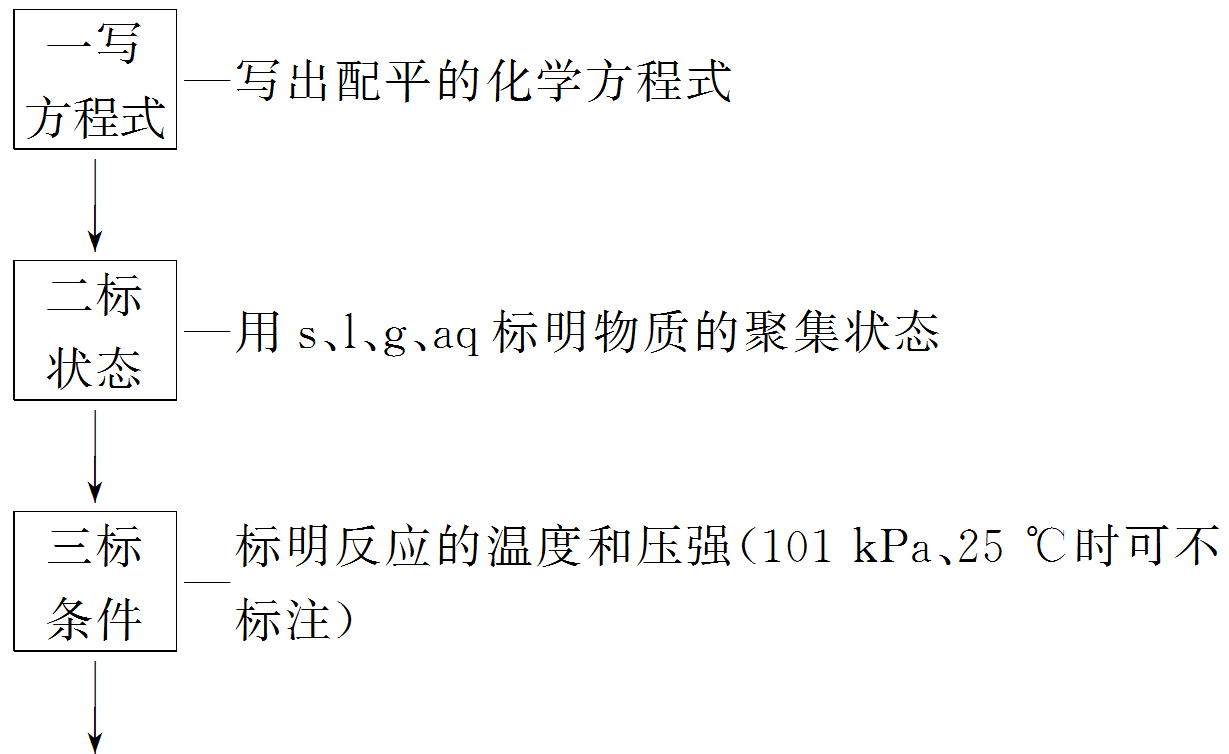 一写
方程式
写出配平的化学方程式
二标
状态
用 s、l、g、aq 标明物质的聚集状态
三标
条件
标明反应的温度和压强(101 kPa、25 ℃时可不
标注)